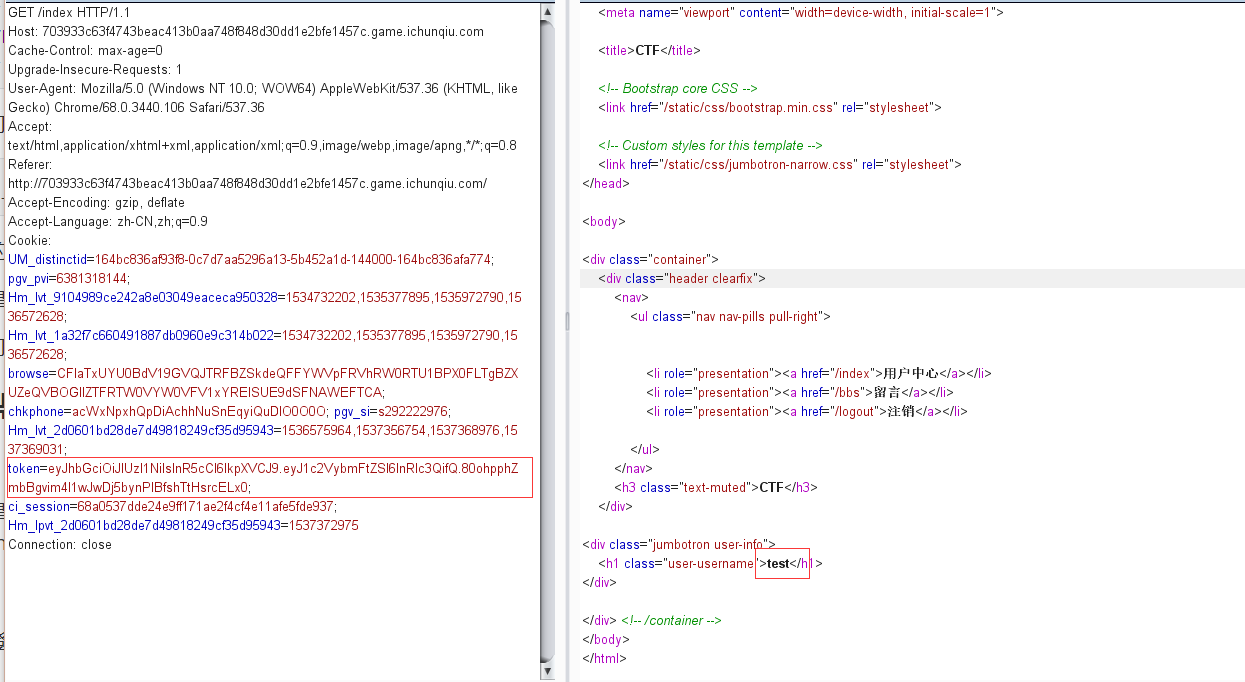 GET /index HTTP/1.1
Host: 703933c63f4743beac413b0aa748f848d30dd1e2bfe1457c.game.ichunqiu.com
Cache-Control: max-age=0
Upgrade-Insecure-Requests: 1
User-Agent: Mozilla/5.0 (Windows NT 10.0; WOW64) AppleWebKit/537.36 (KHTML, like
Gecko) Chrome/68.0.3440.106 Safari/537.36
Accept:
text/html,application/xhtml+xml,application/xml;q=0.9,image/webp,image/apng,*/*;q=0.8
Referer:
http://703933c63f4743beac413b0aa748f848d30dd1e2bfe1457c.game.ichunqiu.com/
Accept-Encoding: gzip, deflate
Accept-Language: zh-CN,zh;q=0.9
Cookie:
UM_distinctid=164bc836af93f8-0c7d7aa5296a13-5b452a1d-144000-164bc836afa774;
pgv_pvi=6381318144;
Hm_lvt_9104989ce242a8e03049eaceca950328=1534732202,1535377895,1535972790,1
536572628;
Hm_lvt_1a32f7c660491887db0960e9c314b022=1534732202,1535377895,1535972790,1
536572628;
browse=CFlaTxUYU0BdV19GVQJTRFBZSkdeQFFYWVpFRVhRW0RTU1BPX0FLTgBZX
UZeQVBOGllZTFRTW0VYW0VFV1xYREISUE9dSFNAWEFTCA;
chkphone=acWxNpxhQpDiAchhNuSnEqyiQuDIO0O0O; pgv_si=s292222976;
Hm_lvt_2d0601bd28de7d49818249cf35d95943=1536575964,1537356754,1537368976,1
537369031;
token=eyJhbGciOiJIUzI1NiIsInR5cCI6IkpXVCJ9.eyJ1c2VybmFtZSI6InRlc3QifQ.80ohpphZ
mbBgvim4l1wJwDj5bynPIBfshTtHsrcELx0;
ci_session=68a0537dde24e9ff171ae2f4cf4e11afe5fde937;
Hm_lpvt_2d0601bd28de7d49818249cf35d95943=1537372975
Connection: close
<meta name="viewport" content="width=device-width, initial-scale=1">
<title>CTF</title>
<!-- Bootstrap core CSS -->
<link href="/static/css/bootstrap.min.css" rel="stylesheet">
<!-- Custom styles for this template -->
<link href="/static/css/jumbotron-narrow.css" rel="stylesheet">
</head>
<body>
<div class="container">
<div class="header clearfix">
<nav>
<ul class="nav nav-pills pull-right">
<li role="presentation"><a href="/index">用户中心</a></li>
<li role="presentation"><a href="/bbs">留言</a></li>
<li role="presentation"><a href="/logout">注销</a></li>
</ul>
</nav>
<h3 class="text-muted">CTF</h3>
</div>
<div class="jumbotron user-info">
<h1 class="user-username">test</h1>
</div>
</div> <!-- /container -->
</body>
</html>